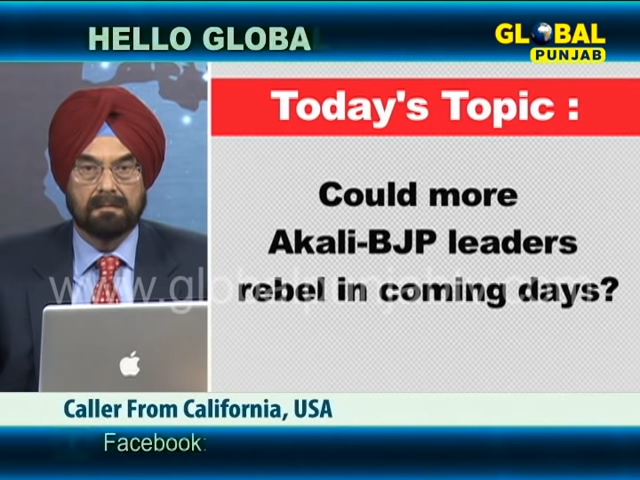 HELLO GLOBA
GLOBAL
PUNJAB
Today's Topic :
Could more
Akali-BJP leaders
rebel in coming days?
Caller From California, USA
Facebook: